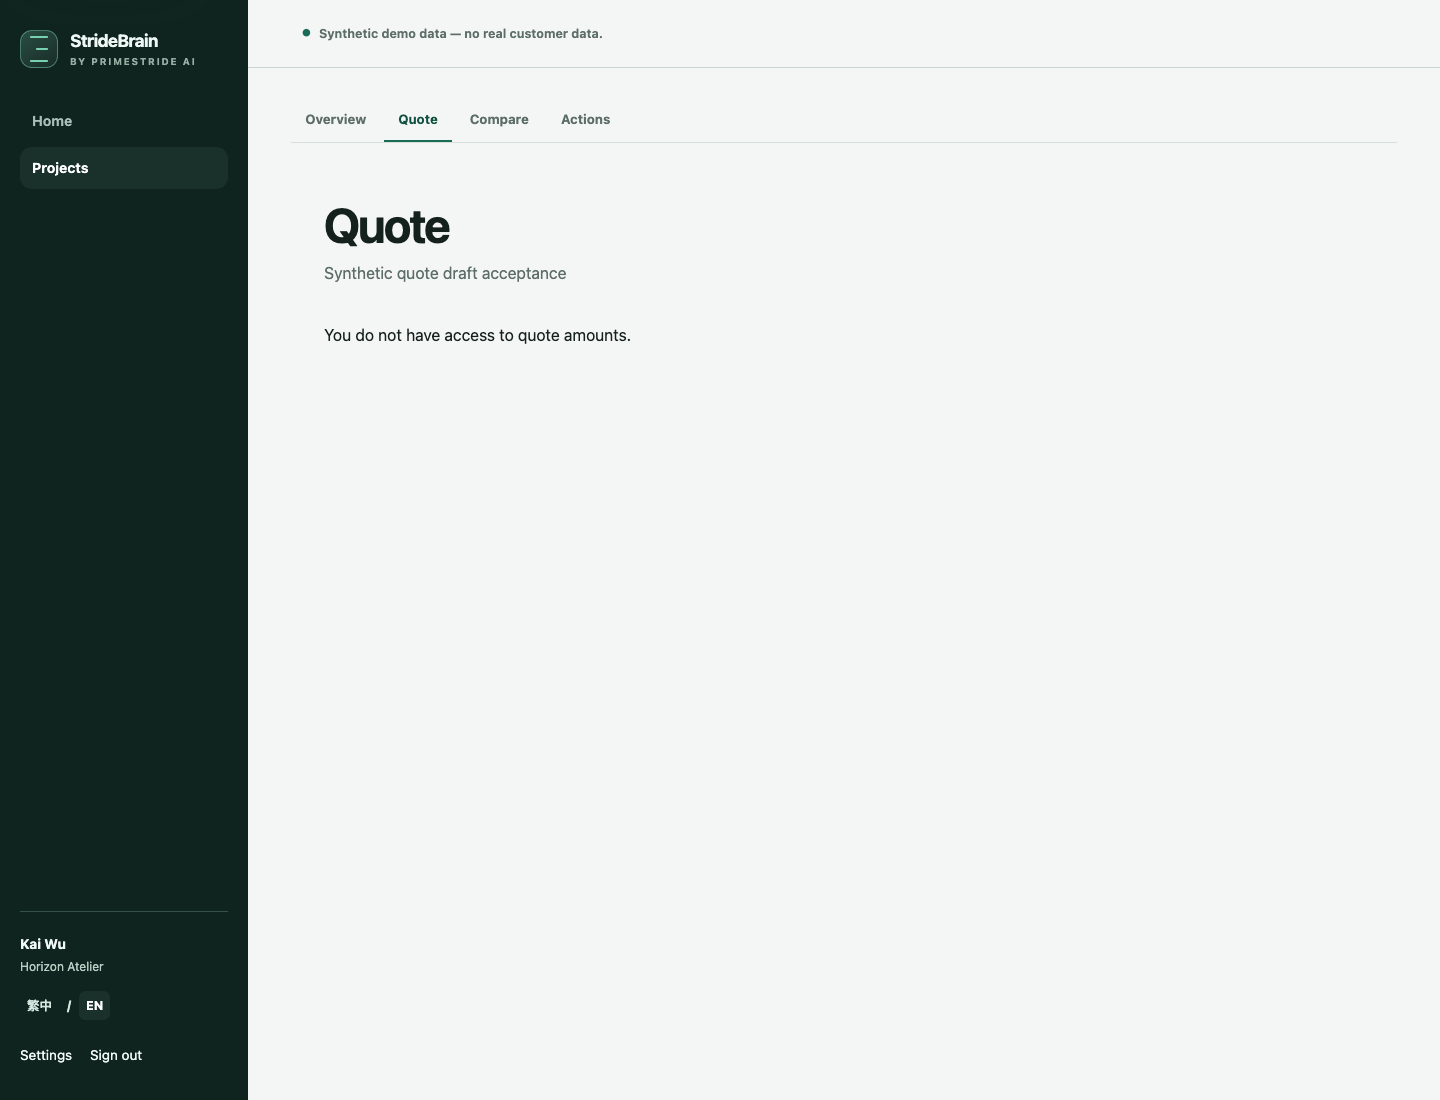 StrideBrain
BY PRIMESTRIDE AI
Home
Projects
Kai Wu
Horizon Atelier
繁中 / EN
Settings Sign out
Synthetic demo data — no real customer data.
Overview Quote Compare Actions
Quote
Synthetic quote draft acceptance
You do not have access to quote amounts.